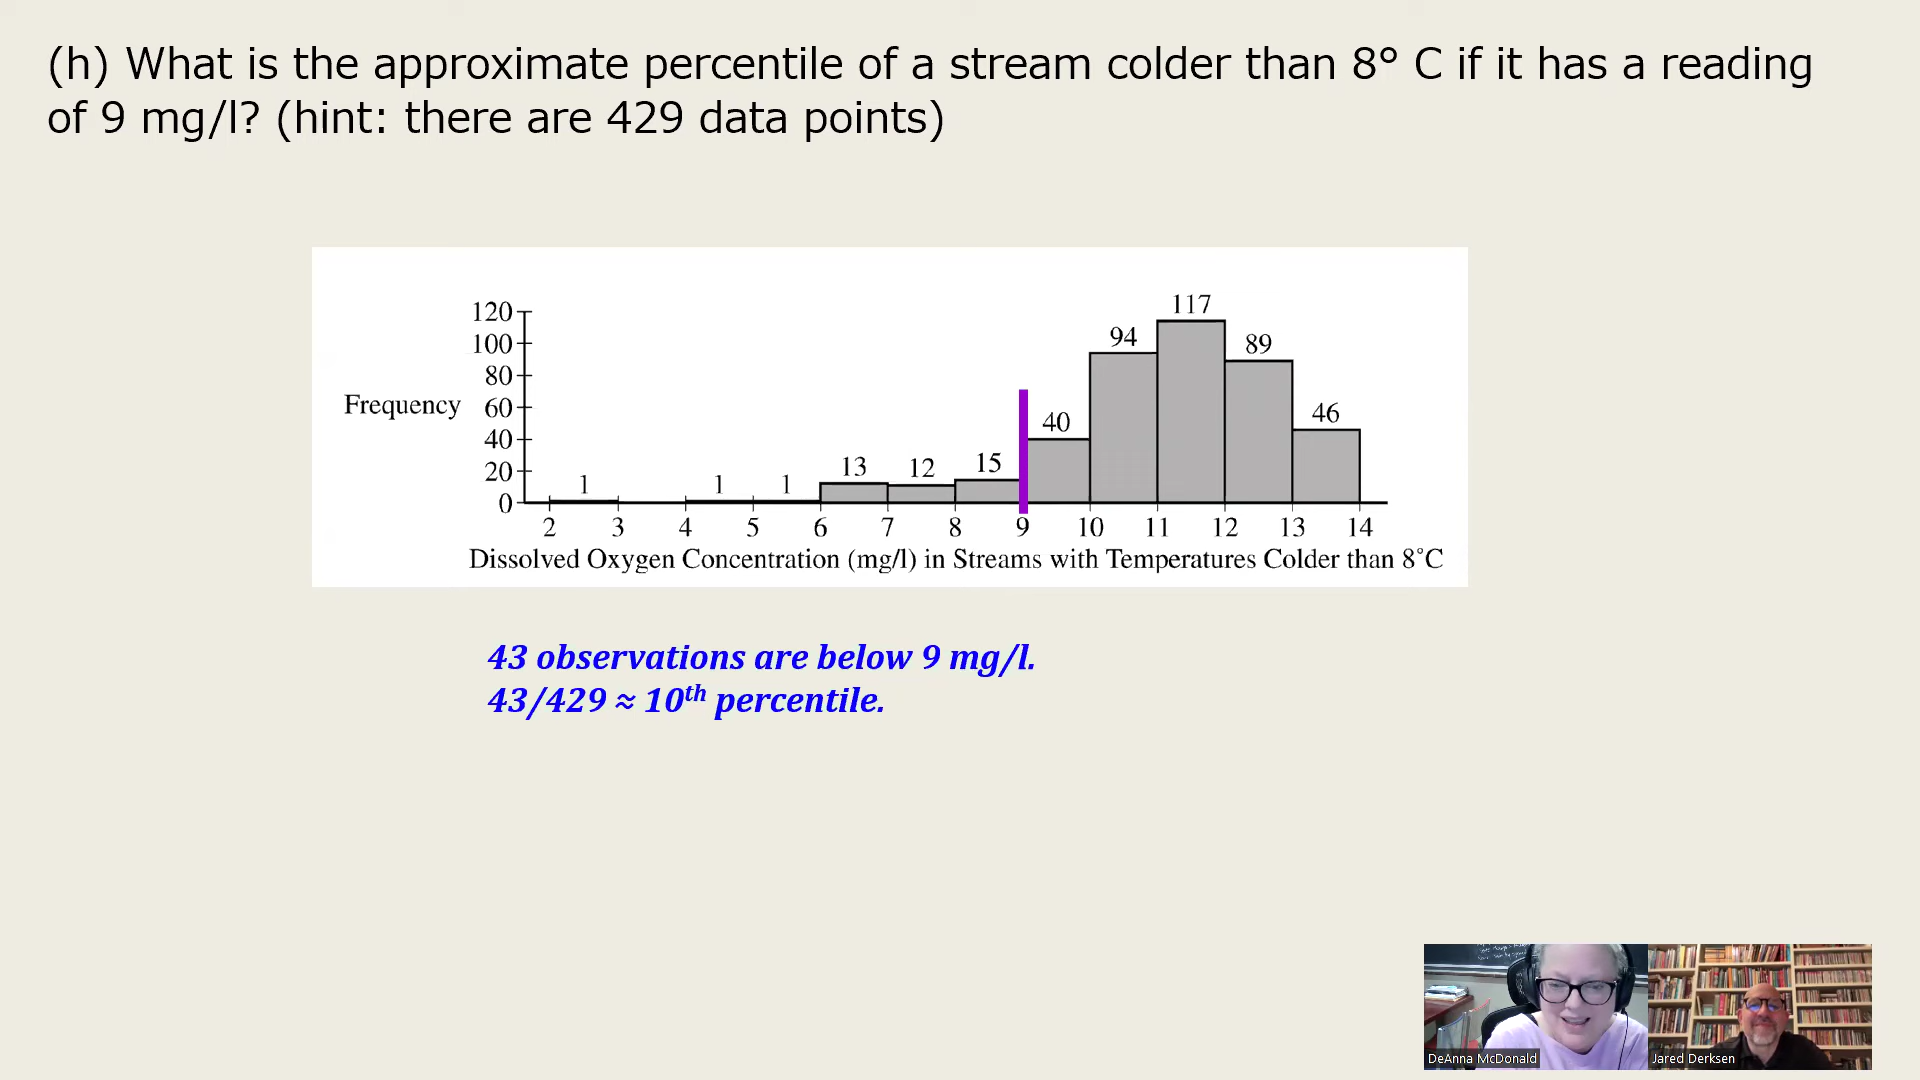 (h) What is the approximate percentile of a stream colder than 8° C if it has a reading
of 9 mg/l? (hint: there are 429 data points)
117
120
94
100
89
80
Frequency
60
46
40
40
20
1
1
1
13
12
15
0
2 3 4 5 6 7 8 9 10 11 12 13 14
Dissolved Oxygen Concentration (mg/l) in Streams with Temperatures Colder than 8°C
43 observations are below 9 mg/l.
43/429 ≈ 10th percentile.
DeAnna McDonald
Jared Derksen